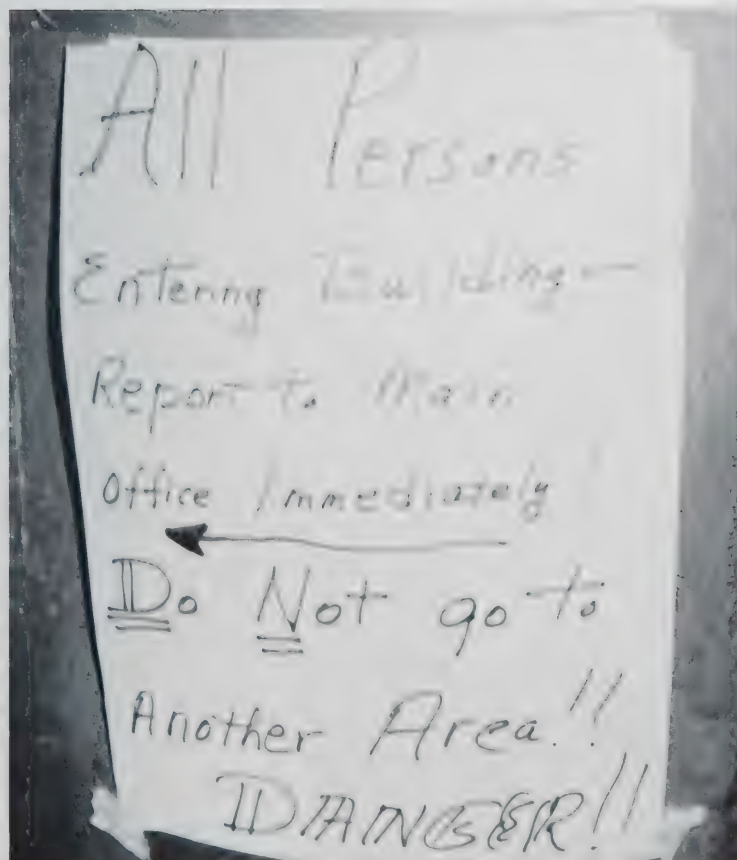 All Persons
Entering Building -
Report to Main
Office Immediately!
Do Not go to
Another Area!!
DANGER!!